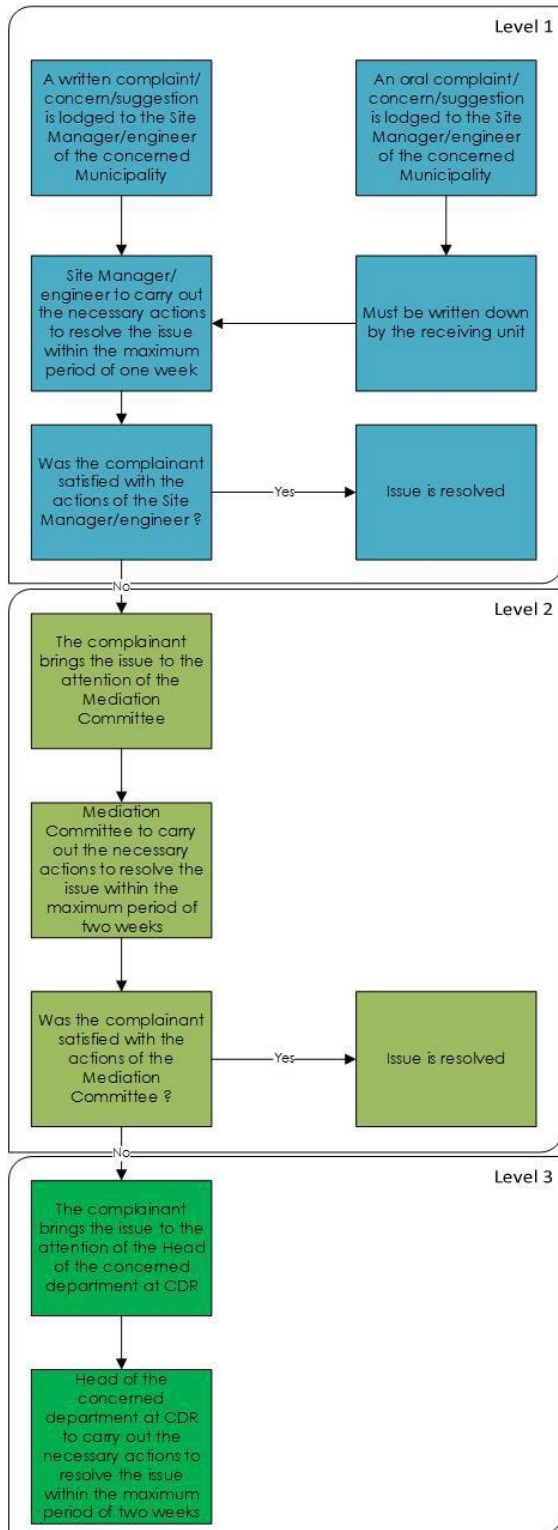 Level 1
A written complaint/
concern/suggestion
is lodged to the Site
Manager/engineer
of the concerned
Municipality
An oral complaint/
concern/suggestion
is lodged to the Site
Manager/engineer
of the concerned
Municipality
Site Manager/
engineer to carry out
the necessary actions
to resolve the issue
within the maximum
period of one week
Must be written down
by the receiving unit
Was the complainant
satisfied with the
actions of the Site
Manager/engineer ?
Yes
Issue is resolved
No
Level 2
The complainant
brings the issue to the
attention of the
Mediation
Committee
Mediation
Committee to carry
out the necessary
actions to resolve the
issue within the
maximum period of
two weeks
Was the complainant
satisfied with the
actions of the
Mediation
Committee ?
Yes
Issue is resolved
No
Level 3
The complainant
brings the issue to the
attention of the Head
of the concerned
department at CDR
Head of the
concerned
department at CDR
to carry out the
necessary actions to
resolve the issue
within the maximum
period of two weeks